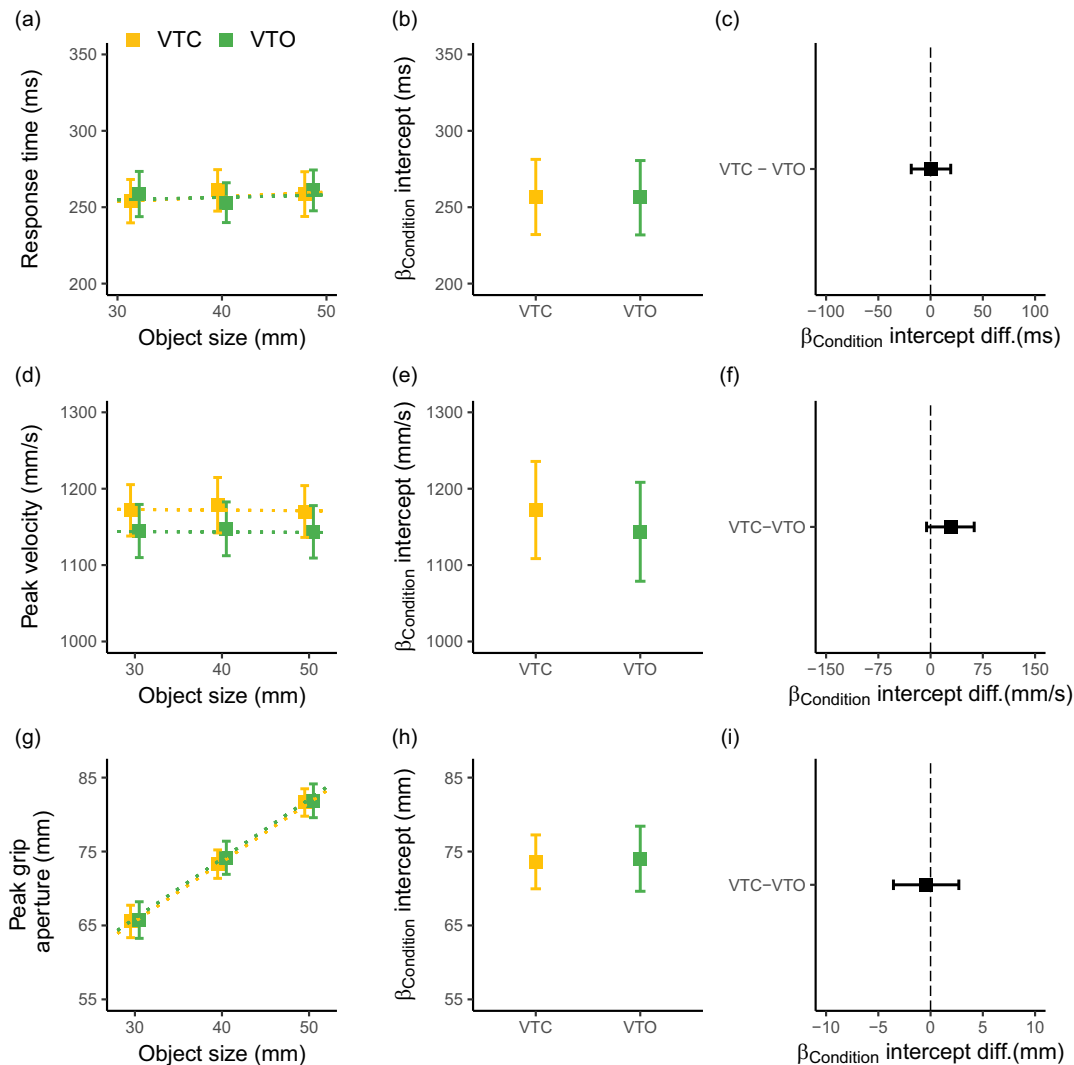 (a)
VTC VTO
Response time (ms)
350
300
250
200
30 40 50
Object size (mm)
(b)
βCondition intercept (ms)
350
300
250
200
VTC VTO
(c)
VTC − VTO
−100 −50 0 50 100
βCondition intercept diff.(ms)
(d)
Peak velocity (mm/s)
1300
1200
1100
1000
30 40 50
Object size (mm)
(e)
βCondition intercept (mm/s)
1300
1200
1100
1000
VTC VTO
(f)
VTC−VTO
−150 −75 0 75 150
βCondition intercept diff.(mm/s)
(g)
Peak grip
aperture (mm)
85
75
65
55
30 40 50
Object size (mm)
(h)
βCondition intercept (mm)
85
75
65
55
VTC VTO
(i)
VTC−VTO
−10 −5 0 5 10
βCondition intercept diff.(mm)